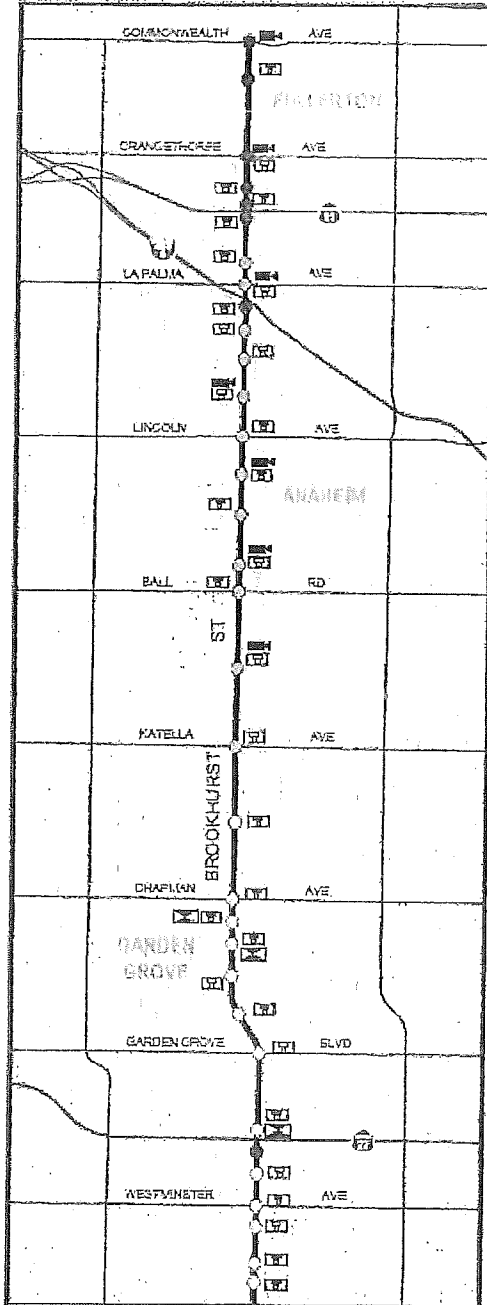 COMMONWEALTH AVE
FULLERTON
ORANGETHORPE AVE
LA PALMA AVE
LINCOLN AVE
ANAHEIM
BALL RD
ST
KATELLA AVE
BROOKHURST
CHAPMAN AVE
GARDEN
GROVE
GARDEN GROVE BLVD
WESTMINSTER AVE